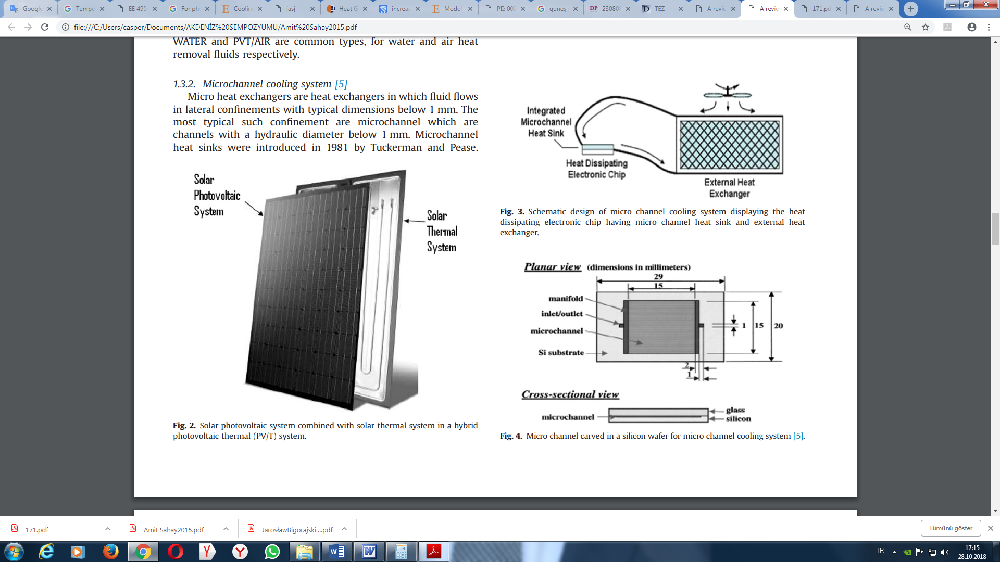 Google
Tempe
EE 495
For ph
Coolin
iasj
Heat G
increas
Model
PII: 003
güneş
DP 23080
TEZ
A revie
A revie
171.pd
A revie
file:///C:/Users/casper/Documents/AKDENİZ%20SEMPOZYUMU/Amit%20Sahay2015.pdf
WATER and PVT/AIR are common types, for water and air heat
removal fluids respectively.
1.3.2. Microchannel cooling system [5]
Micro heat exchangers are heat exchangers in which fluid flows
in lateral confinements with typical dimensions below 1 mm. The
most typical such confinement are microchannel which are
channels with a hydraulic diameter below 1 mm. Microchannel
heat sinks were introduced in 1981 by Tuckerman and Pease.
Solar
Photovoltaic
System
Solar
Thermal
System
Fig. 2. Solar photovoltaic system combined with solar thermal system in a hybrid
photovoltaic thermal (PV/T) system.
Integrated
Microchannel
Heat Sink
Heat Dissipating
Electronic Chip
External Heat
Exchanger
Fig. 3. Schematic design of micro channel cooling system displaying the heat
dissipating electronic chip having micro channel heat sink and external heat
exchanger.
Planar view (dimensions in millimeters)
29
15
manifold
inlet/outlet
microchannel
Si substrate
1 15 20
2
1
Cross-sectional view
microchannel
glass
silicon
Fig. 4. Micro channel carved in a silicon wafer for micro channel cooling system [5].
171.pdf
Amit Sahay2015.pdf
JarosławBigorajski....pdf
Tümünü göster
TR
17:15
28.10.2018